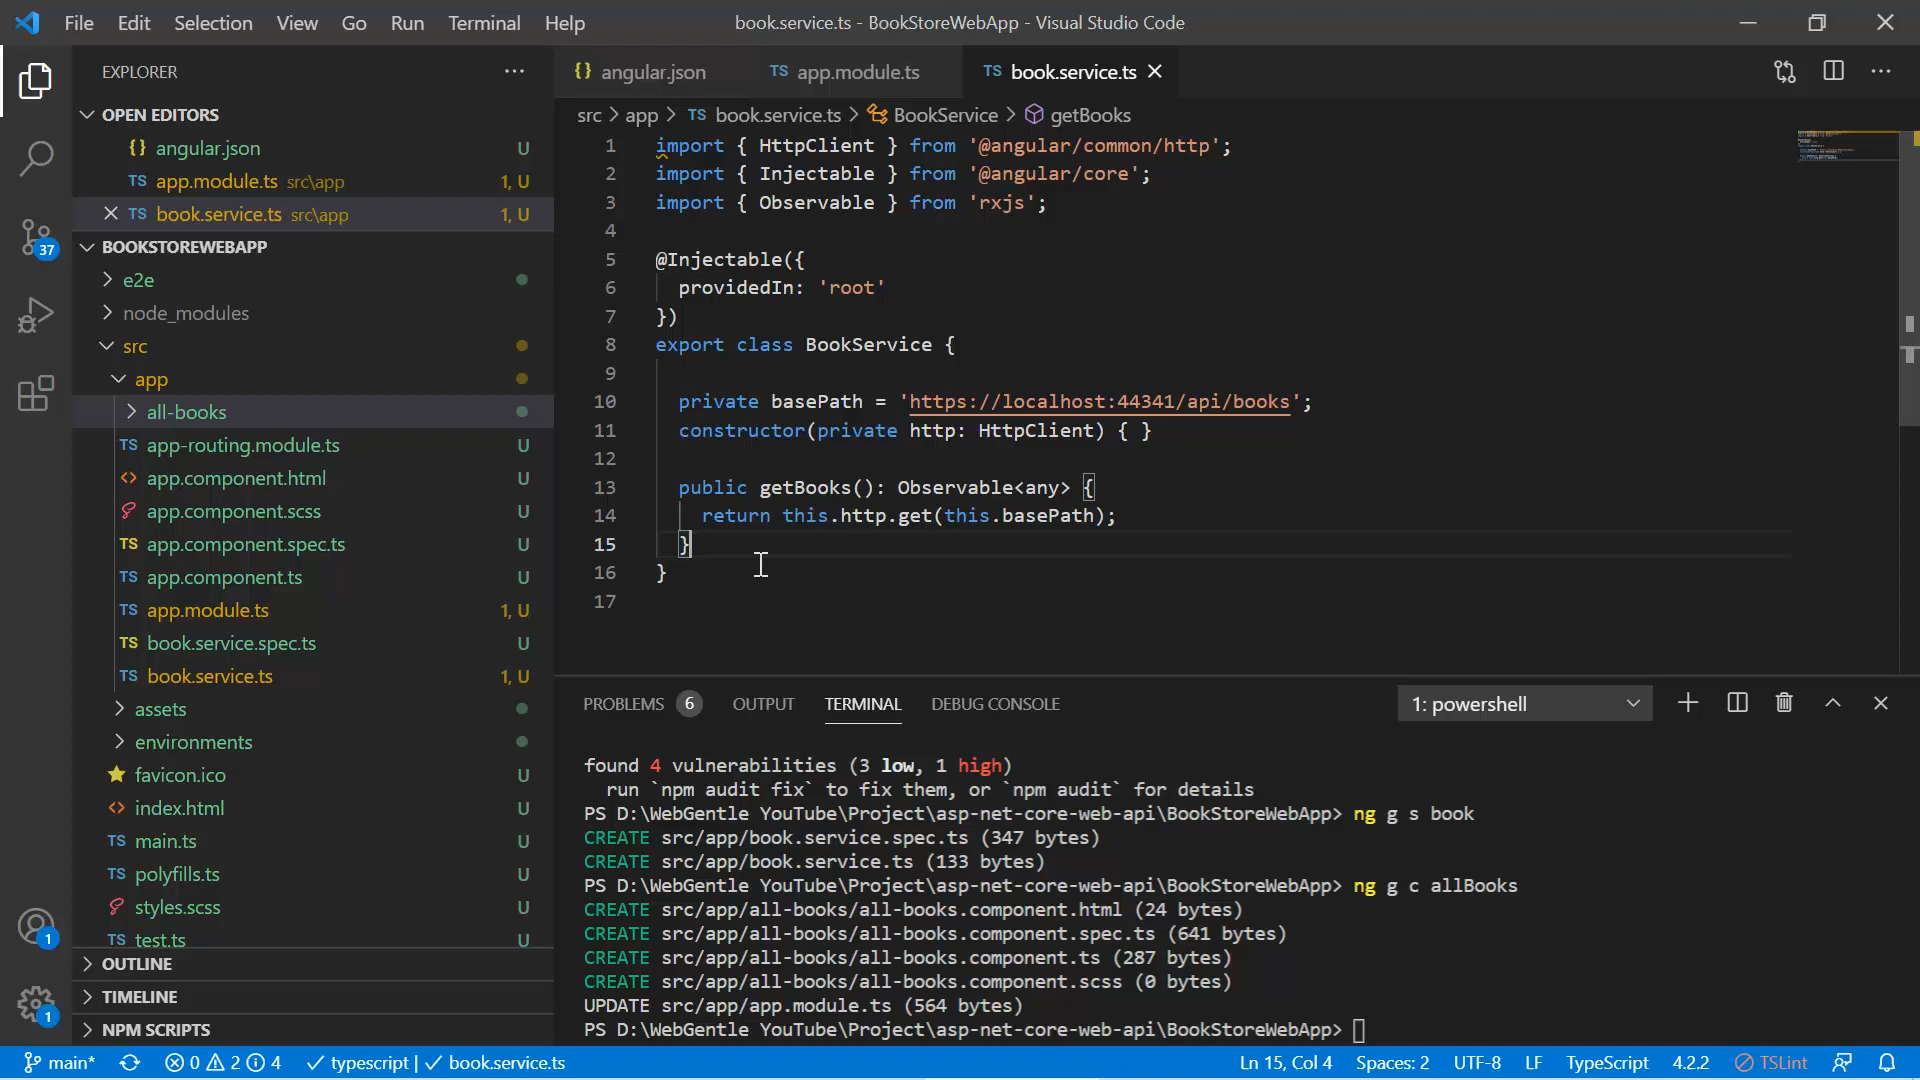 File Edit Selection View Go Run Terminal Help book.service.ts - BookStoreWebApp - Visual Studio Code
EXPLORER
OPEN EDITORS
{} angular.json U
TS app.module.ts src\app 1, U
TS book.service.ts src\app 1, U
BOOKSTOREWEBAPP
e2e
node_modules
src
app
all-books
TS app-routing.module.ts U
<> app.component.html U
app.component.scss U
TS app.component.spec.ts U
TS app.component.ts U
TS app.module.ts 1, U
TS book.service.spec.ts U
TS book.service.ts 1, U
assets
environments
favicon.ico U
<> index.html U
TS main.ts U
TS polyfills.ts U
styles.scss U
TS test.ts U
OUTLINE
TIMELINE
NPM SCRIPTS
37
1
1
{} angular.json TS app.module.ts TS book.service.ts
src > app > TS book.service.ts > BookService > getBooks
1 import { HttpClient } from '@angular/common/http';
2 import { Injectable } from '@angular/core';
3 import { Observable } from 'rxjs';
4
5 @Injectable({
6 providedIn: 'root'
7 })
8 export class BookService {
9
10 private basePath = 'https://localhost:44341/api/books';
11 constructor(private http: HttpClient) { }
12
13 public getBooks(): Observable<any> {
14 return this.http.get(this.basePath);
15 }
16 }
17
PROBLEMS 6 OUTPUT TERMINAL DEBUG CONSOLE 1: powershell
found 4 vulnerabilities (3 low, 1 high)
run `npm audit fix` to fix them, or `npm audit` for details
PS D:\WebGentle YouTube\Project\asp-net-core-web-api\BookStoreWebApp> ng g s book
CREATE src/app/book.service.spec.ts (347 bytes)
CREATE src/app/book.service.ts (133 bytes)
PS D:\WebGentle YouTube\Project\asp-net-core-web-api\BookStoreWebApp> ng g c allBooks
CREATE src/app/all-books/all-books.component.html (24 bytes)
CREATE src/app/all-books/all-books.component.spec.ts (641 bytes)
CREATE src/app/all-books/all-books.component.ts (287 bytes)
CREATE src/app/all-books/all-books.component.scss (0 bytes)
UPDATE src/app/app.module.ts (564 bytes)
PS D:\WebGentle YouTube\Project\asp-net-core-web-api\BookStoreWebApp>
main* 0 2 4 typescript | book.service.ts Ln 15, Col 4 Spaces: 2 UTF-8 LF TypeScript 4.2.2 TSLint